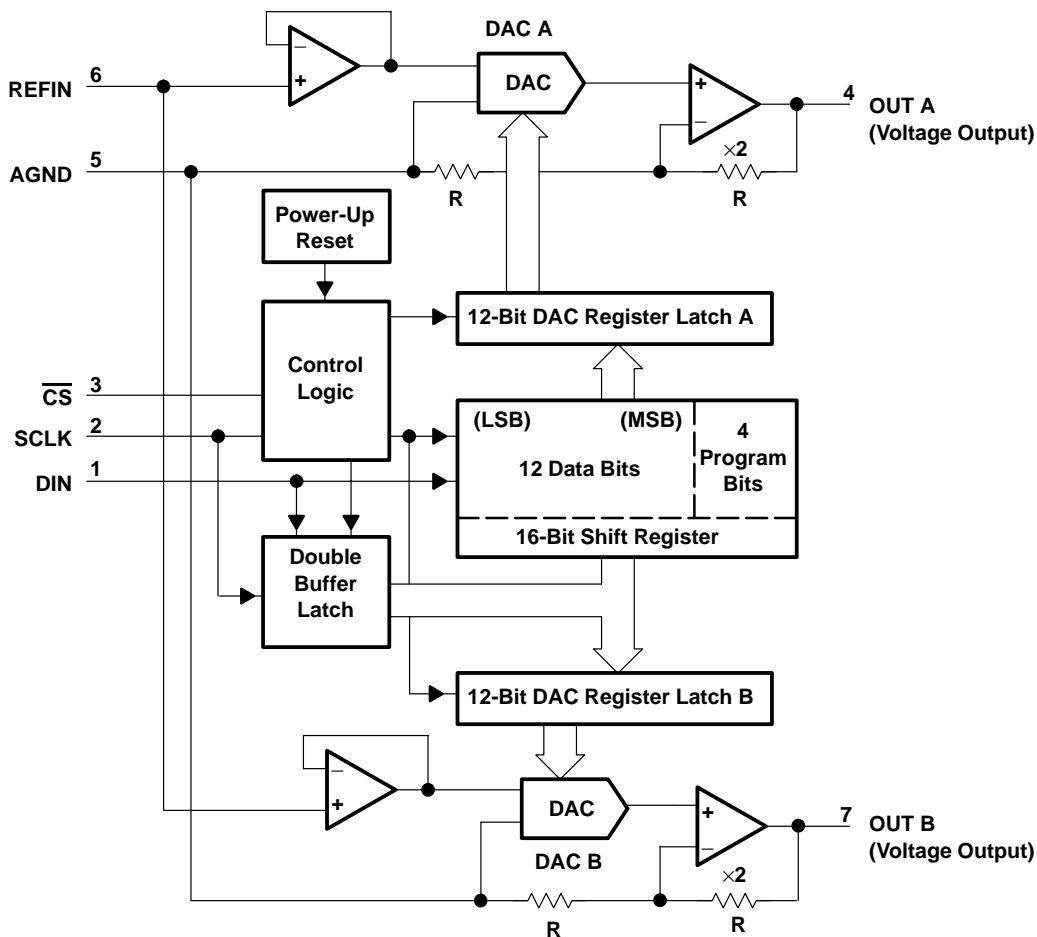 DAC A
6
REFIN
−
+
DAC
+
−
4
OUT A
(Voltage Output)
5
AGND
R
×2
R
Power-Up
Reset
12-Bit DAC Register Latch A
Control
Logic
3
CS
2
SCLK
1
DIN
(LSB)
(MSB)
12 Data Bits
4
Program
Bits
16-Bit Shift Register
Double
Buffer
Latch
12-Bit DAC Register Latch B
−
+
DAC
DAC B
+
−
7
OUT B
(Voltage Output)
R
×2
R